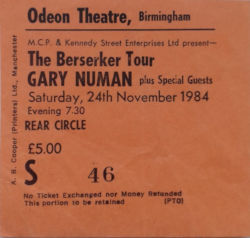 Odeon Theatre, Birmingham
M.C.P. & Kennedy Street Enterprises Ltd present—
The Berserker Tour
GARY NUMAN plus Special Guests
Saturday, 24th November 1984
Evening 7.30
REAR CIRCLE
£5.00
S 46
No Ticket Exchanged nor Money Refunded
This portion to be retained (PTO)
A. B. Cooper (Printers) Ltd., Manchester